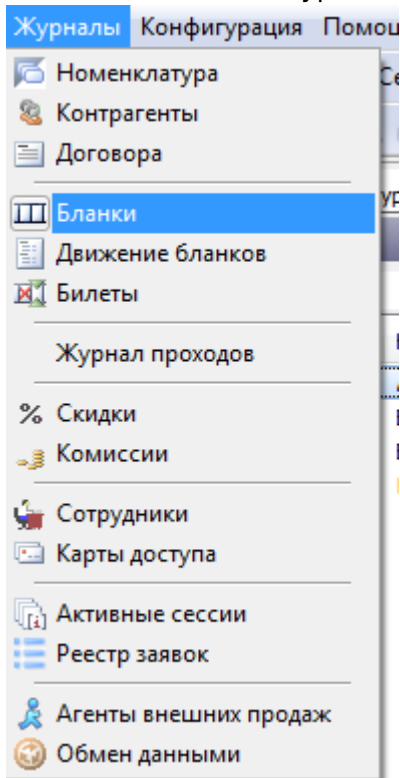 Журналы Конфигурация
Номенклатура
Контрагенты
Договора
Бланки
Движение бланков
Билеты
Журнал проходов
% Скидки
Комиссии
Сотрудники
Карты доступа
Активные сессии
Реестр заявок
Агенты внешних продаж
Обмен данными